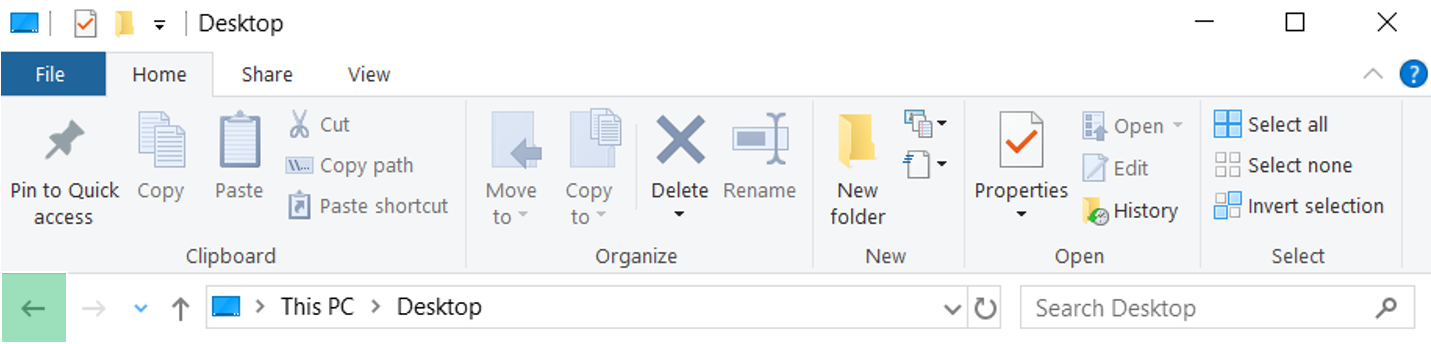 Desktop
File Home Share View
Pin to Quick access
Copy
Paste
Cut
Copy path
Paste shortcut
Clipboard
Move to
Copy to
Delete
Rename
Organize
New folder
New
Properties
Open
Edit
History
Open
Select all
Select none
Invert selection
Select
This PC > Desktop
Search Desktop